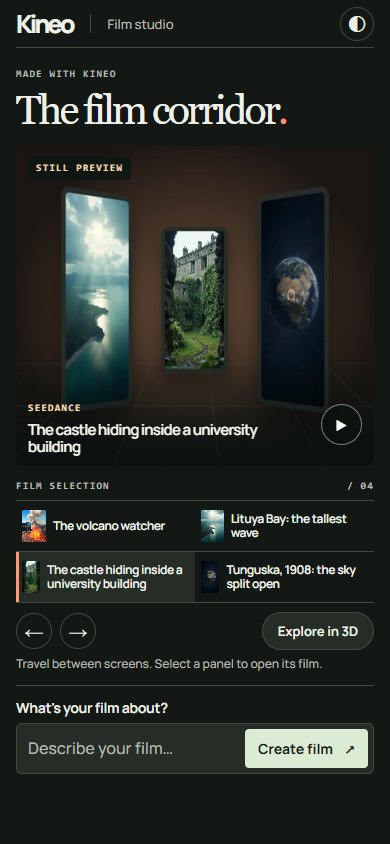 Kineo
Film studio
MADE WITH KINEO
The film corridor.
STILL PREVIEW
SEEDANCE
The castle hiding inside a university
building
FILM SELECTION
/ 04
The volcano watcher
Lituya Bay: the tallest
wave
The castle hiding inside a
university building
Tunguska, 1908: the sky
split open
← →
Explore in 3D
Travel between screens. Select a panel to open its film.
What's your film about?
Describe your film...
Create film ↗